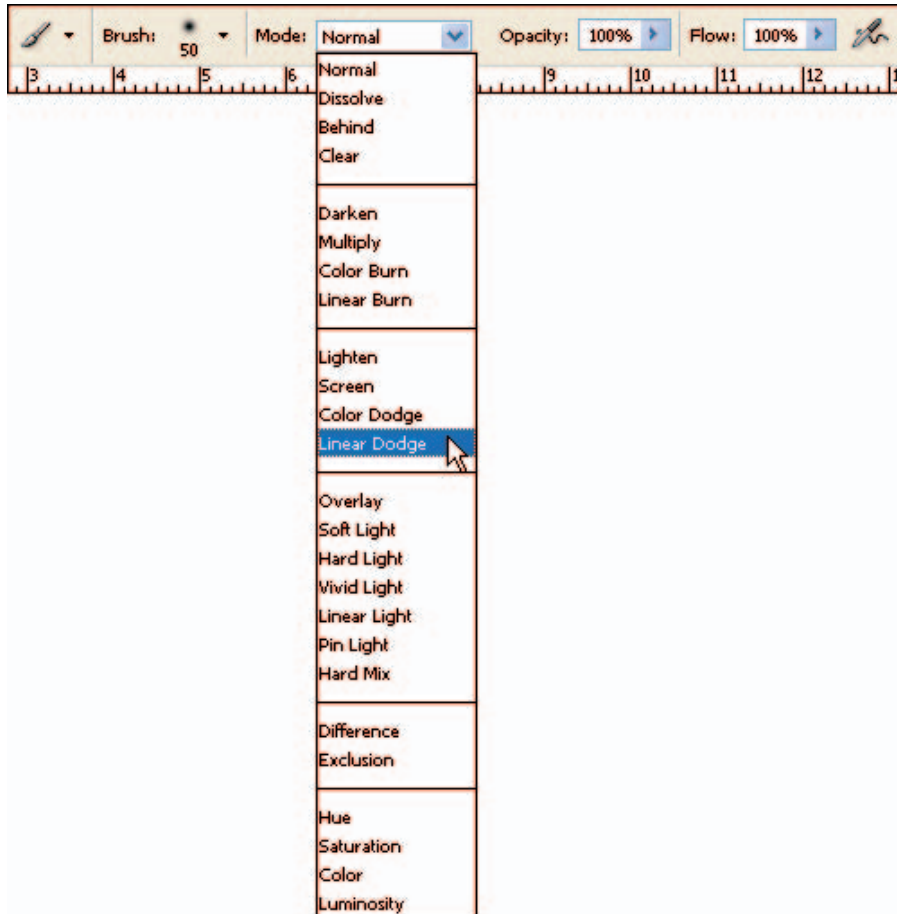 Brush: 50 Mode: Normal Opacity: 100% Flow: 100%
3 4 5 6 9 10 11 12 1
Normal
Dissolve
Behind
Clear
Darken
Multiply
Color Burn
Linear Burn
Lighten
Screen
Color Dodge
Linear Dodge
Overlay
Soft Light
Hard Light
Vivid Light
Linear Light
Pin Light
Hard Mix
Difference
Exclusion
Hue
Saturation
Color
Luminosity